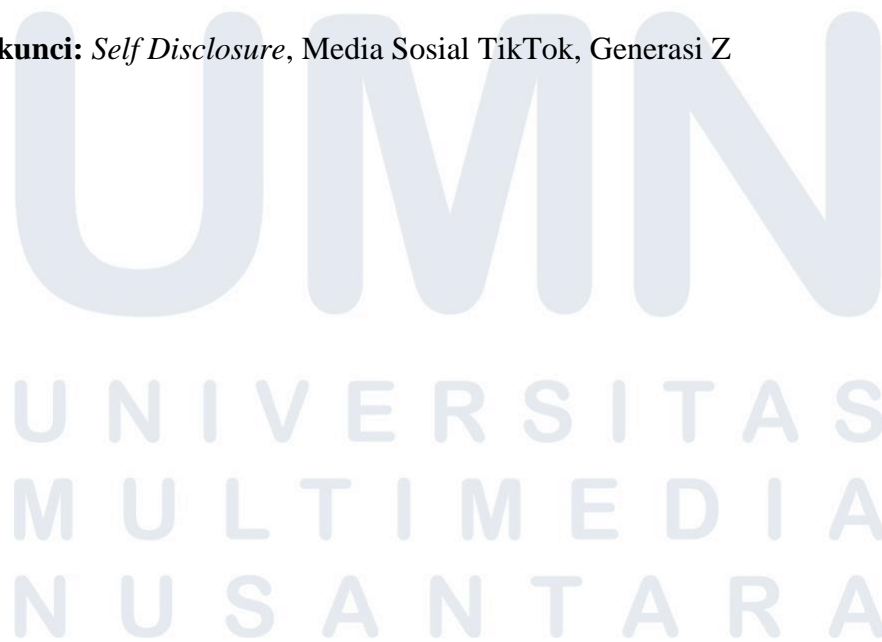 kunci: Self Disclosure, Media Sosial TikTok, Generasi Z
UMN
UNIVERSITAS
MULTIMEDIA
NUSANTARA